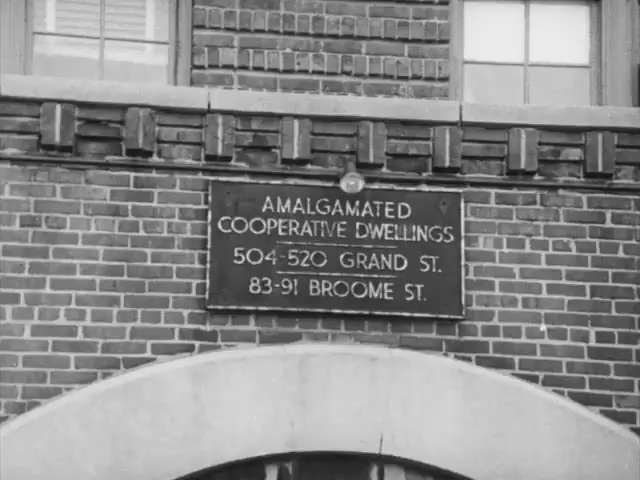 AMALGAMATED
COOPERATIVE DWELLINGS
504-520 GRAND ST.
83-91 BROOME ST.